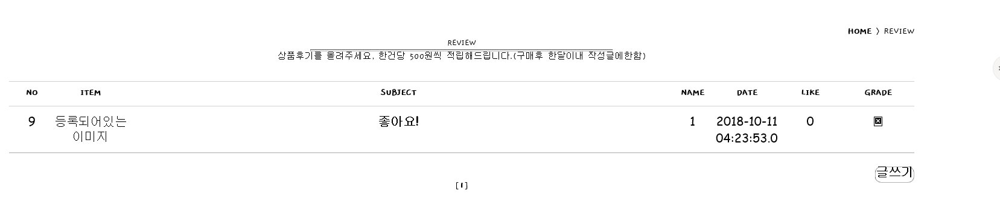 HOME > REVIEW
REVIEW
상품후기를 올려주세요, 한건당 500원씩 적립해드립니다.(구매후 한달이내 작성글에한함)
NO ITEM SUBJECT NAME DATE LIKE GRADE
9 등록되어있는 좋아요! 1 2018-10-11 0
이미지 04:23:53.0
글쓰기
[1]